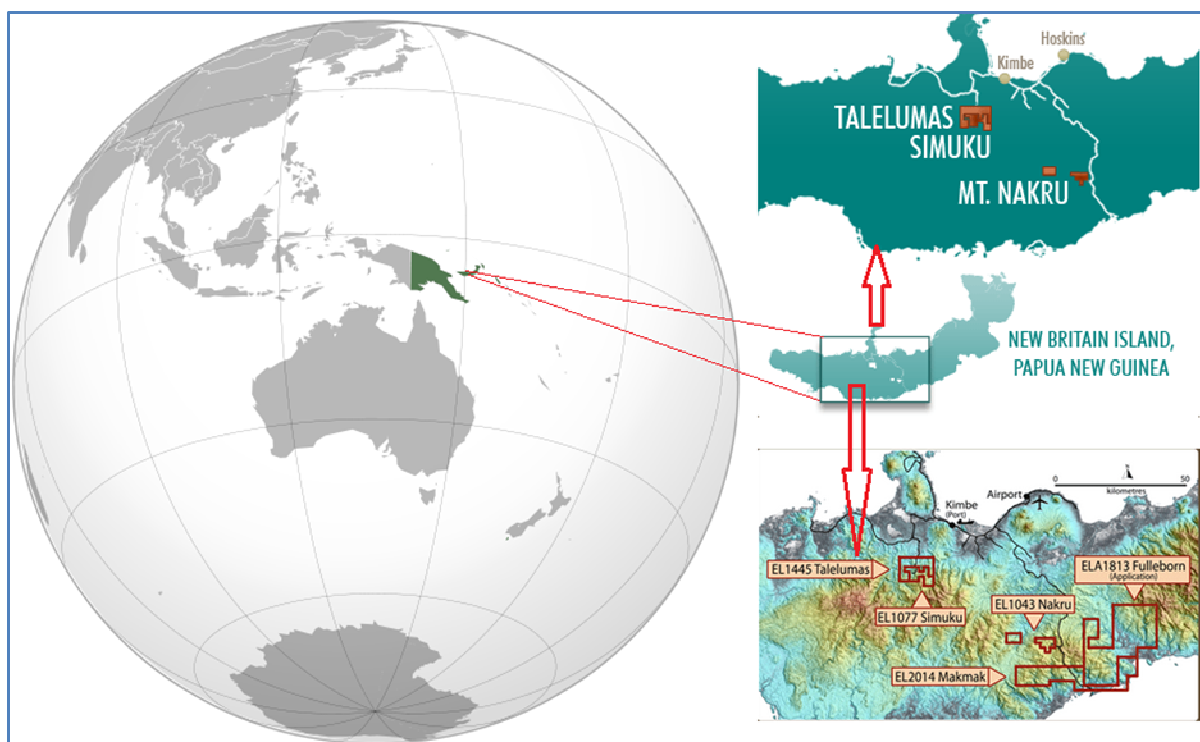 Hoskins
Kimbe
TALELUMAS
SIMUKU
MT. NAKRU
NEW BRITAIN ISLAND,
PAPUA NEW GUINEA
0 50
kilometres
Airport
Kimbe
(Port)
ELA1813 Fulleborn
(Application)
EL1445 Talelumas
EL1043 Nakru
EL1077 Simuku
EL2014 Makmak